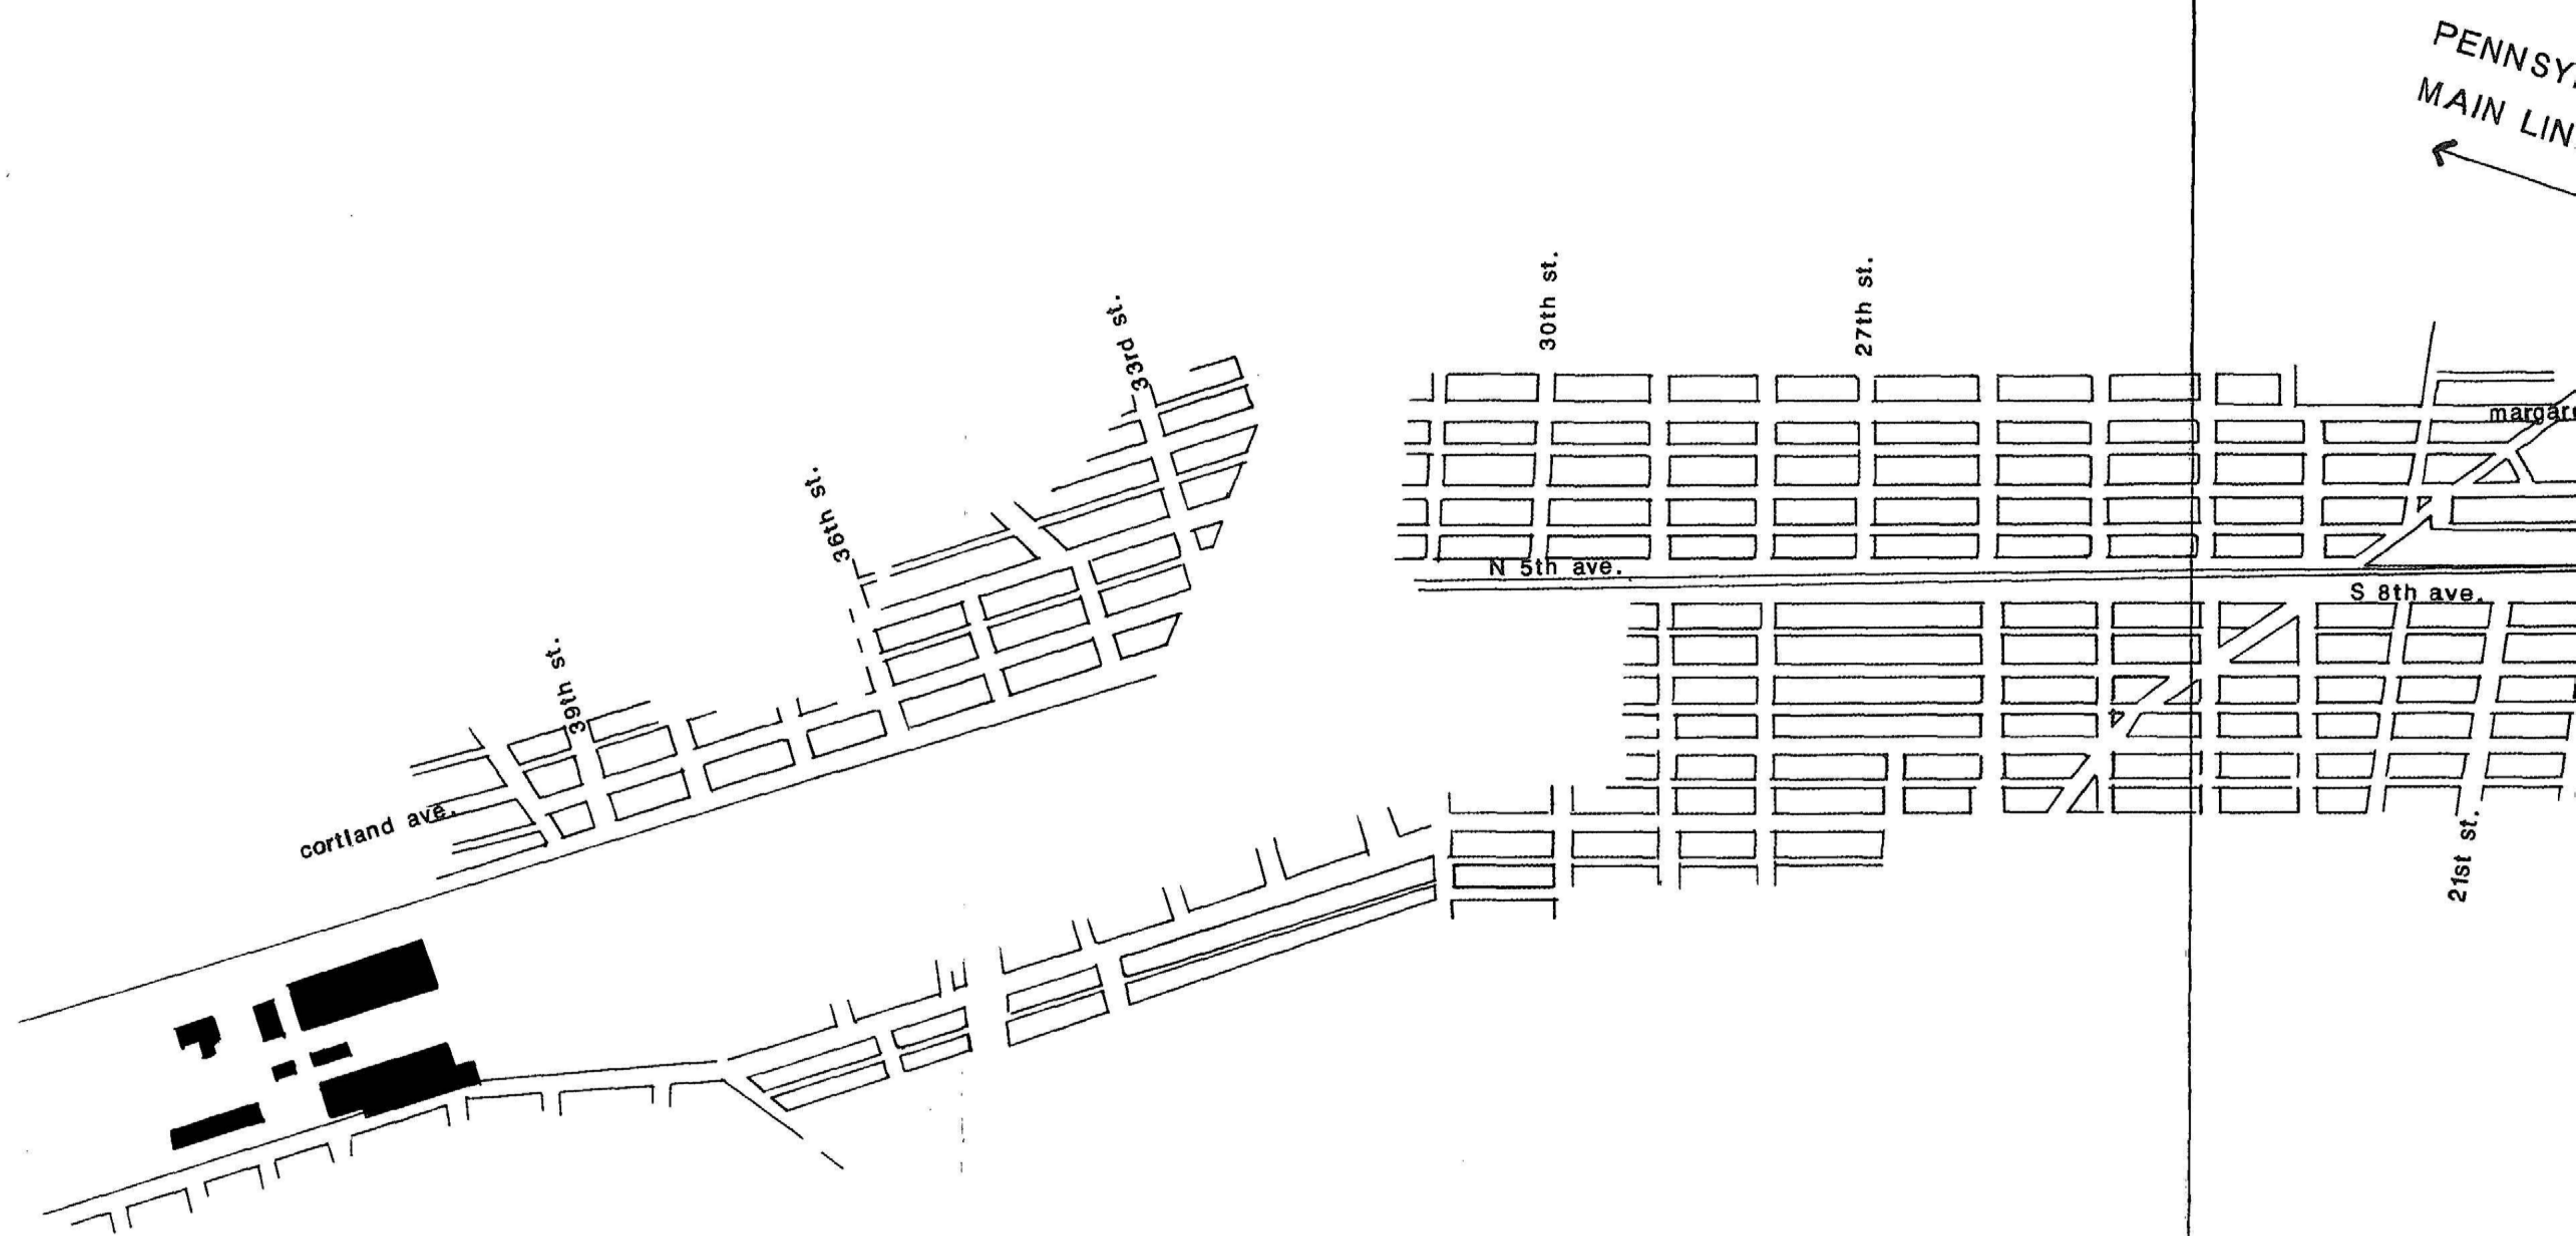 PENNSY
MAIN LIN
30th st.
27th st.
33rd st.
margar
36th st.
N 5th ave.
S 8th ave.
39th st.
cortland ave.
21st st.